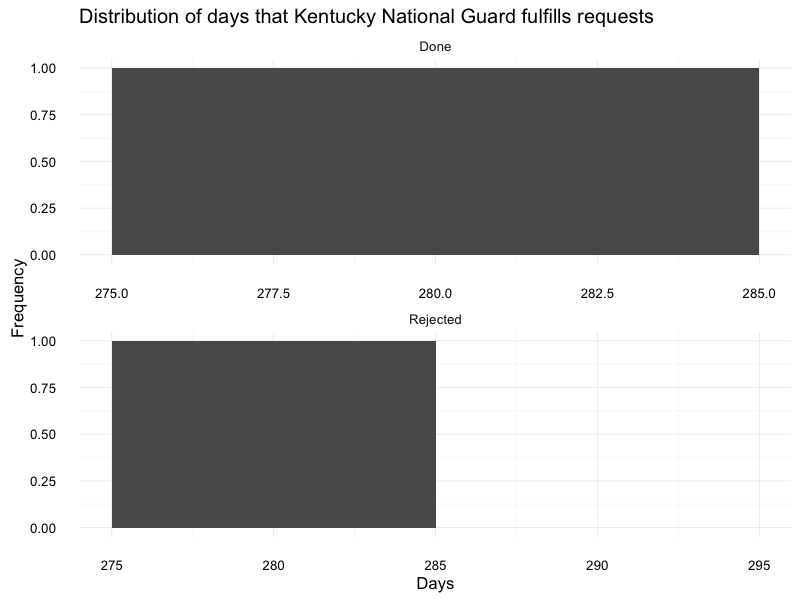 Distribution of days that Kentucky National Guard fulfills requests
Done
1.00
0.75
0.50
0.25
0.00
275.0 277.5 280.0 282.5 285.0
Frequency
Rejected
1.00
0.75
0.50
0.25
0.00
275 280 285 290 295
Days